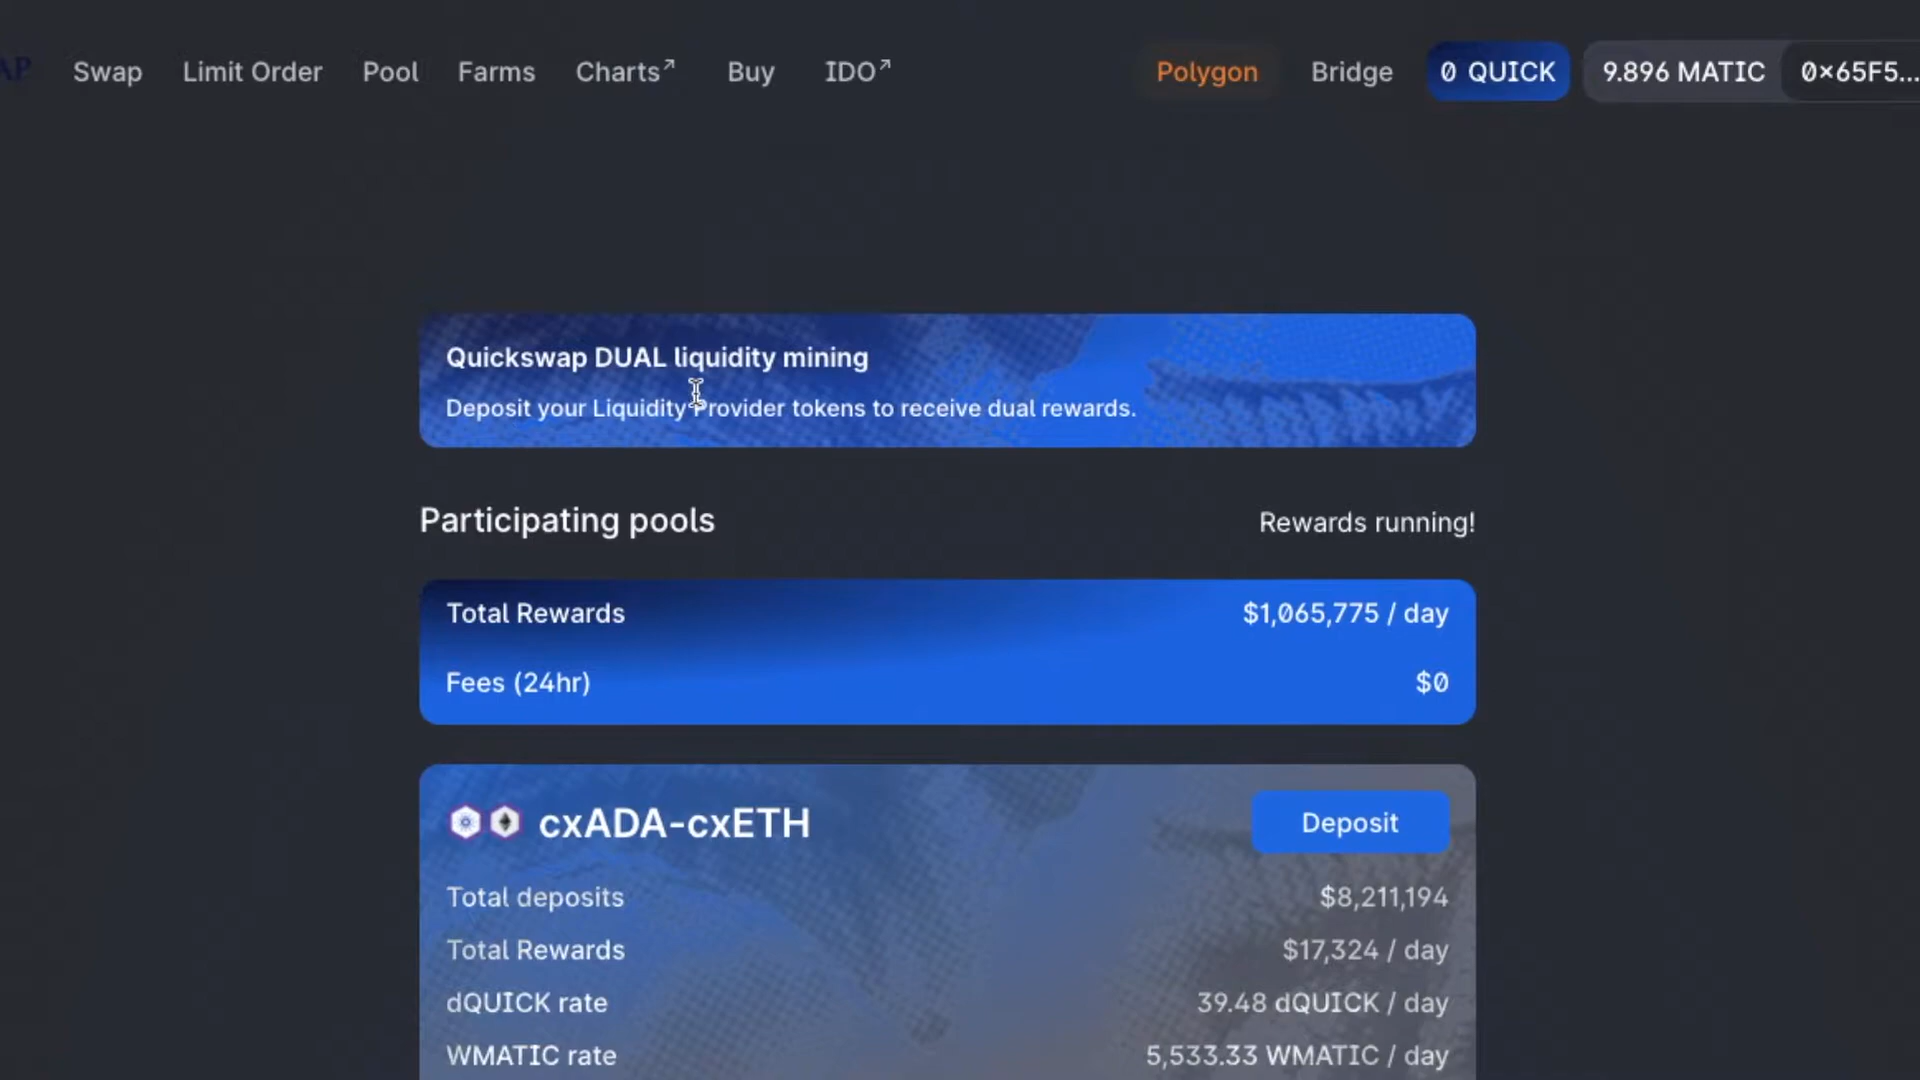 AP Swap Limit Order Pool Farms Charts↗ Buy IDO↗ Polygon Bridge 0 QUICK 9.896 MATIC 0x65F5...
Quickswap DUAL liquidity mining
Deposit your Liquidity Provider tokens to receive dual rewards.
Participating pools Rewards running!
Total Rewards $1,065,775 / day
Fees (24hr) $0
cxADA-cxETH Deposit
Total deposits $8,211,194
Total Rewards $17,324 / day
dQUICK rate 39.48 dQUICK / day
WMATIC rate 5,533.33 WMATIC / day